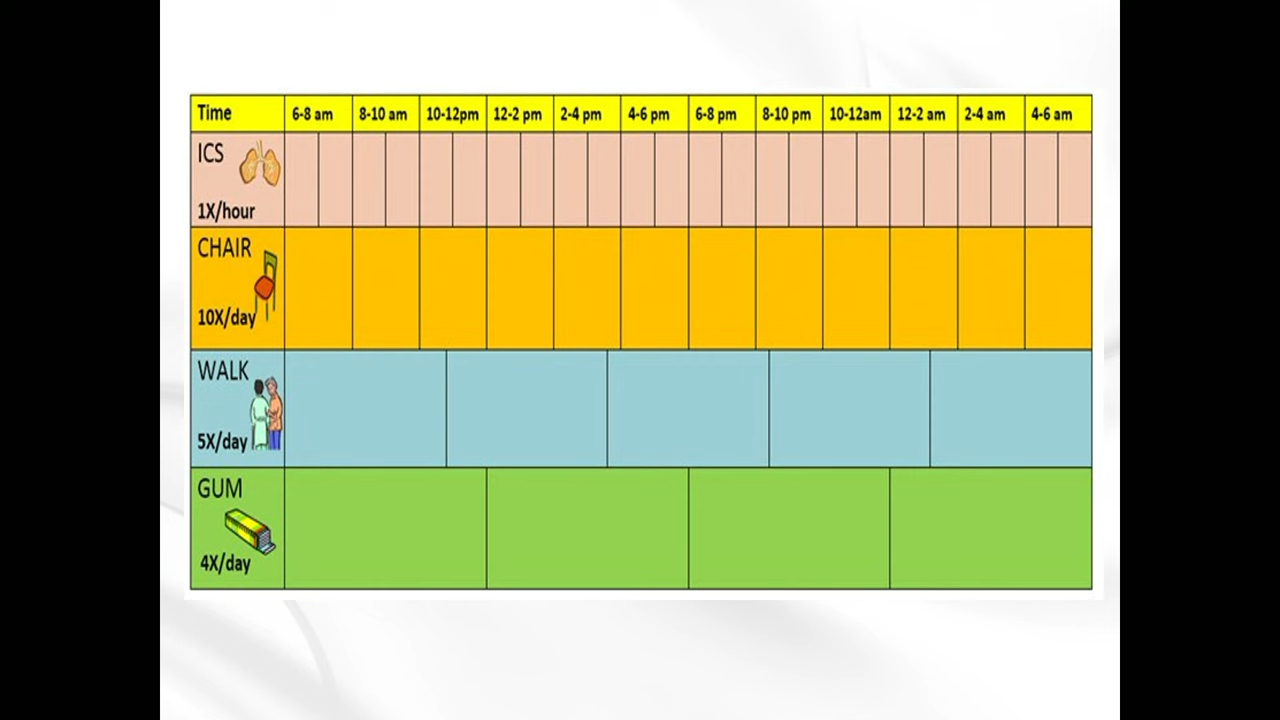 Time 6-8 am 8-10 am 10-12pm 12-2 pm 2-4 pm 4-6 pm 6-8 pm 8-10 pm 10-12am 12-2 am 2-4 am 4-6 am
ICS
1X/hour
CHAIR
10X/day
WALK
5X/day
GUM
4X/day